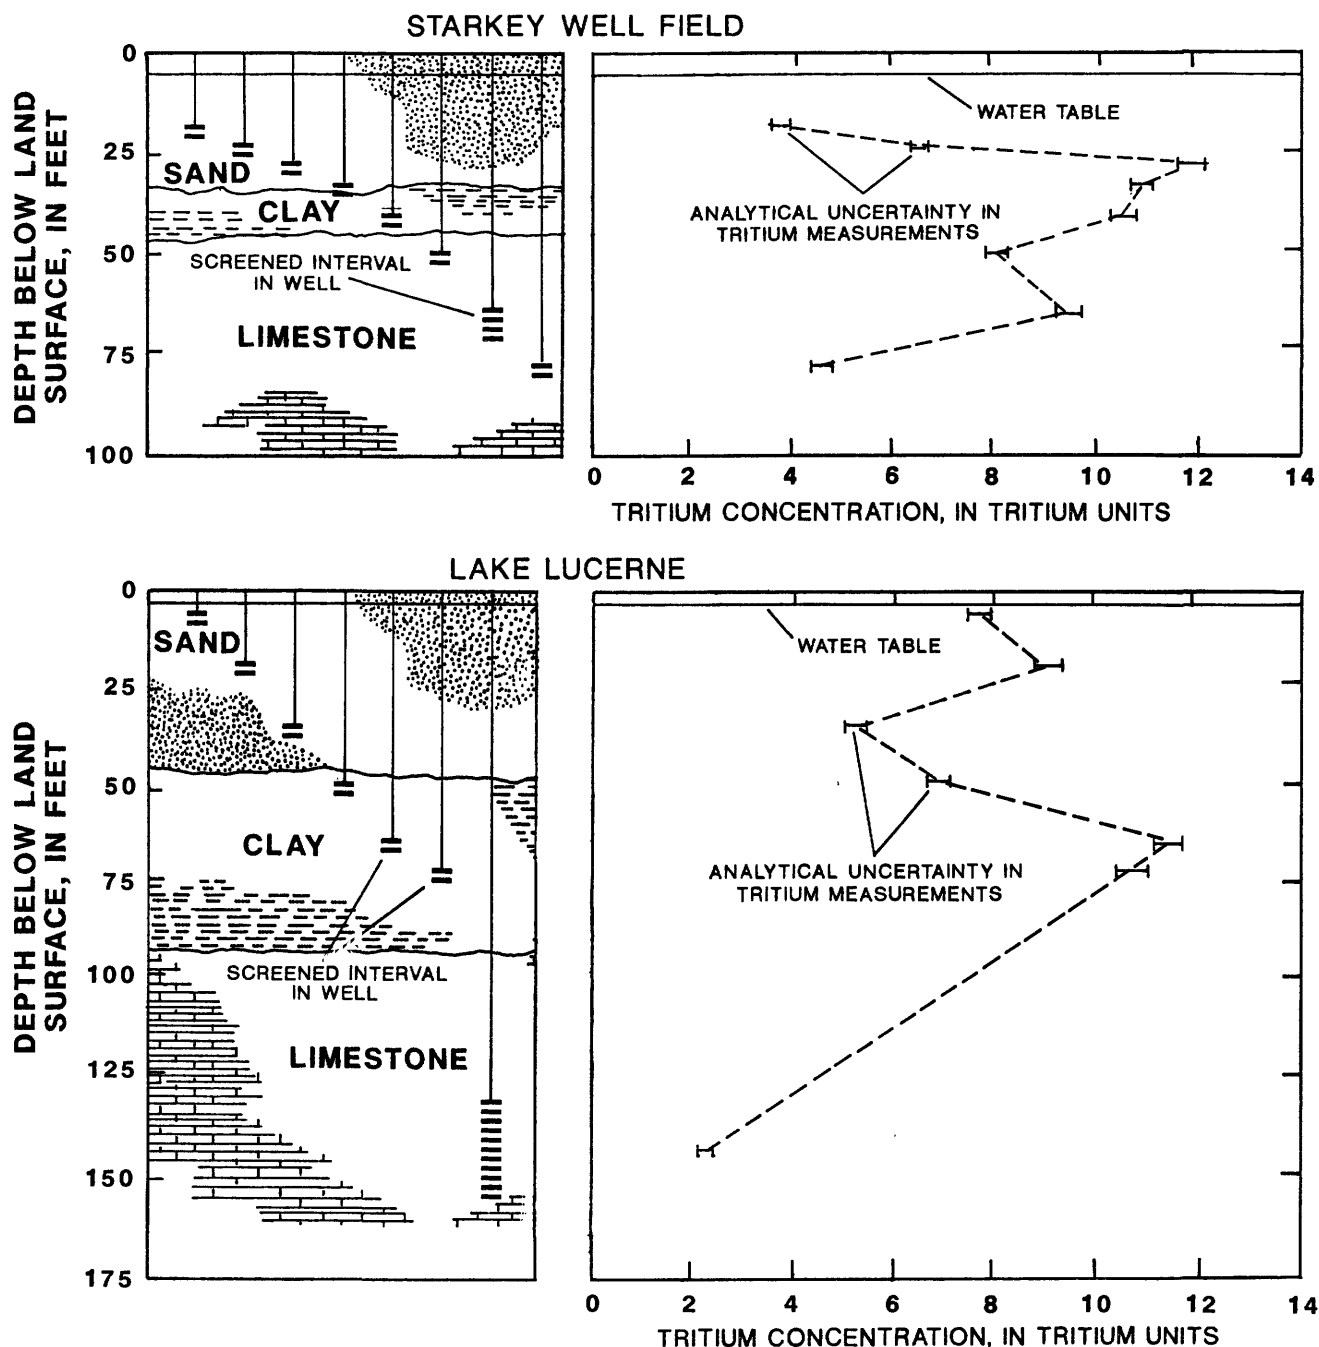 STARKEY WELL FIELD
DEPTH BELOW LAND
SURFACE, IN FEET
0
25
50
75
100
SAND
CLAY
SCREENED INTERVAL
IN WELL
LIMESTONE
WATER TABLE
ANALYTICAL UNCERTAINTY IN
TRITIUM MEASUREMENTS
0 2 4 6 8 10 12 14
TRITIUM CONCENTRATION, IN TRITIUM UNITS
LAKE LUCERNE
DEPTH BELOW LAND
SURFACE, IN FEET
0
25
50
75
100
125
150
175
SAND
CLAY
SCREENED INTERVAL
IN WELL
LIMESTONE
WATER TABLE
ANALYTICAL UNCERTAINTY IN
TRITIUM MEASUREMENTS
0 2 4 6 8 10 12 14
TRITIUM CONCENTRATION, IN TRITIUM UNITS